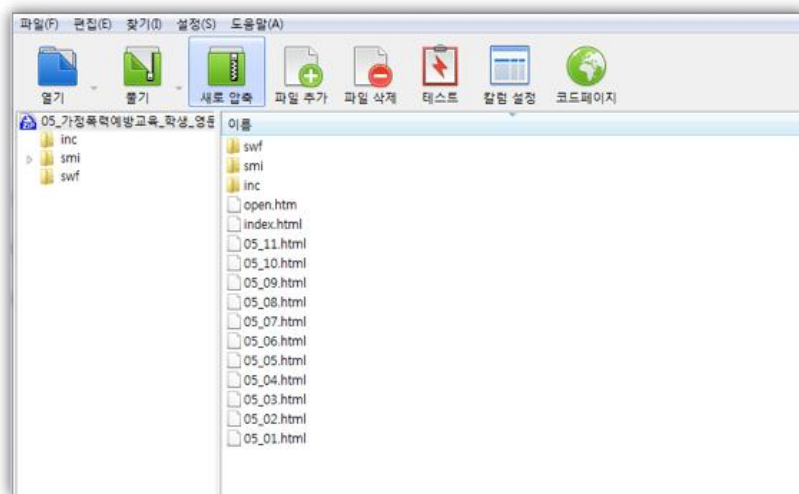 파일(F) 편집(E) 찾기(I) 설정(S) 도움말(A)
열기 풀기 새로 압축 파일 추가 파일 삭제 테스트 칼럼 설정 코드페이지
05_가정폭력예방교육_학생_영운
inc
smi
swf
이름
swf
smi
inc
open.htm
index.html
05_11.html
05_10.html
05_09.html
05_08.html
05_07.html
05_06.html
05_05.html
05_04.html
05_03.html
05_02.html
05_01.html